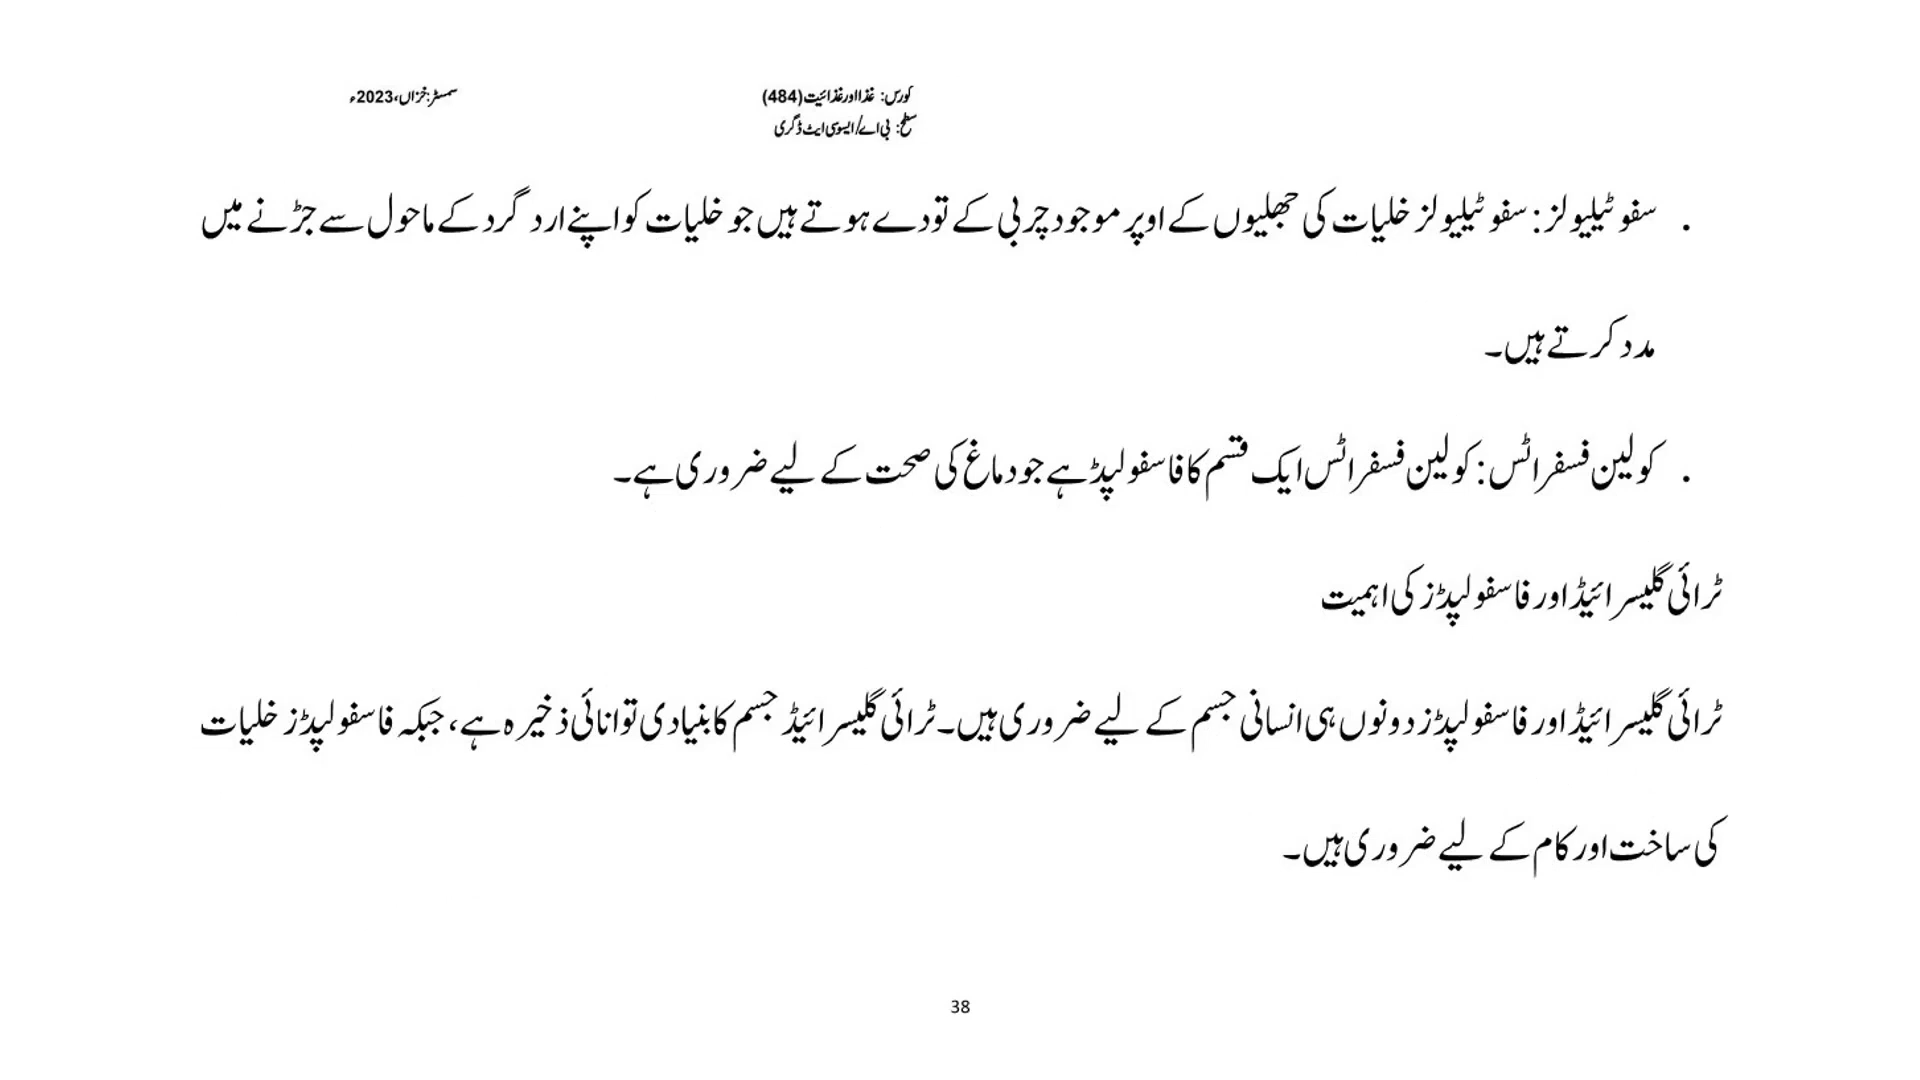 کورس: غذا اور غذائیت (484)
سمسٹر: خزاں، 2023ء
سطح: بی اے/ ایسوسی ایٹ ڈگری
. سفوٹیلیولز: سفوٹیلیولز خلیات کی جھلیوں کے اوپر موجود چربی کے تودے ہوتے ہیں جو خلیات کو اپنے ارد گرد کے ماحول سے جڑنے میں
مدد کرتے ہیں۔
. کولین فسفراٹس: کولین فسفراٹس ایک قسم کا فاسفولپڈ ہے جو دماغ کی صحت کے لیے ضروری ہے۔
ٹرائی گلیسرائیڈ اور فاسفولپڈز کی اہمیت
ٹرائی گلیسرائیڈ اور فاسفولپڈز دونوں ہی انسانی جسم کے لیے ضروری ہیں۔ ٹرائی گلیسرائیڈ جسم کا بنیادی توانائی ذخیرہ ہے، جبکہ فاسفولپڈز خلیات
کی ساخت اور کام کے لیے ضروری ہیں۔
38